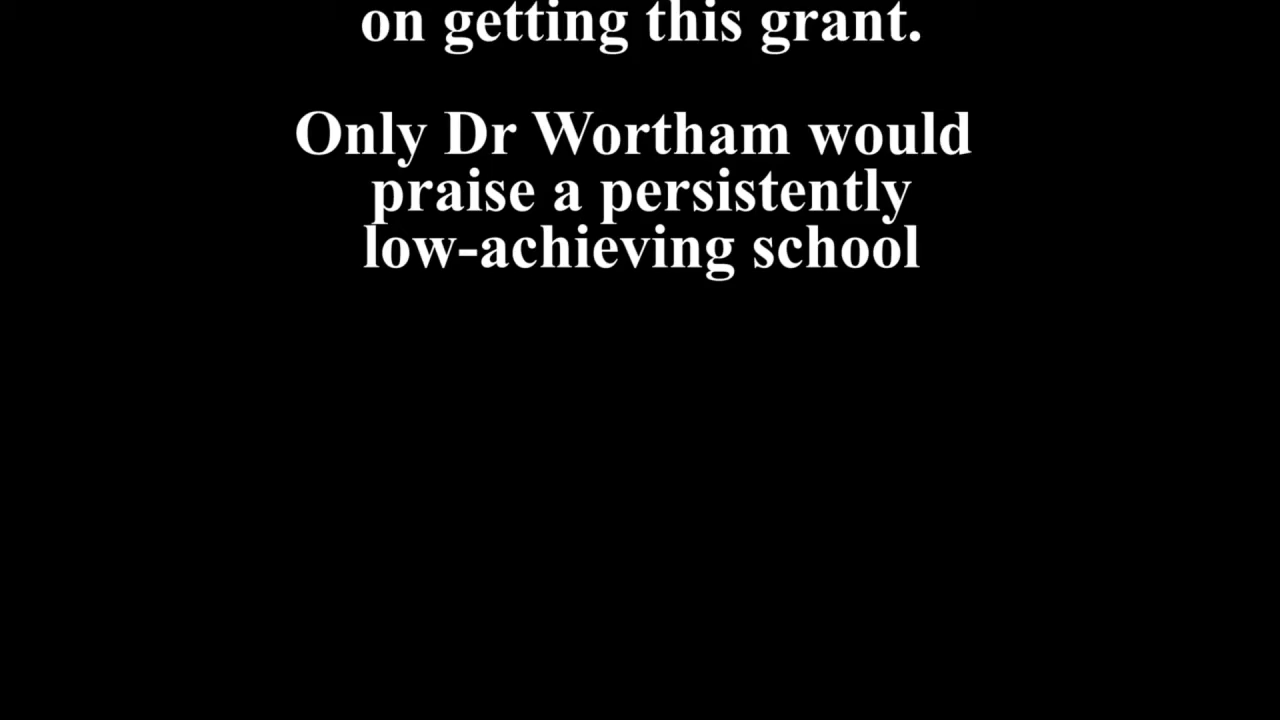 on getting this grant.
Only Dr Wortham would
praise a persistently
low-achieving school